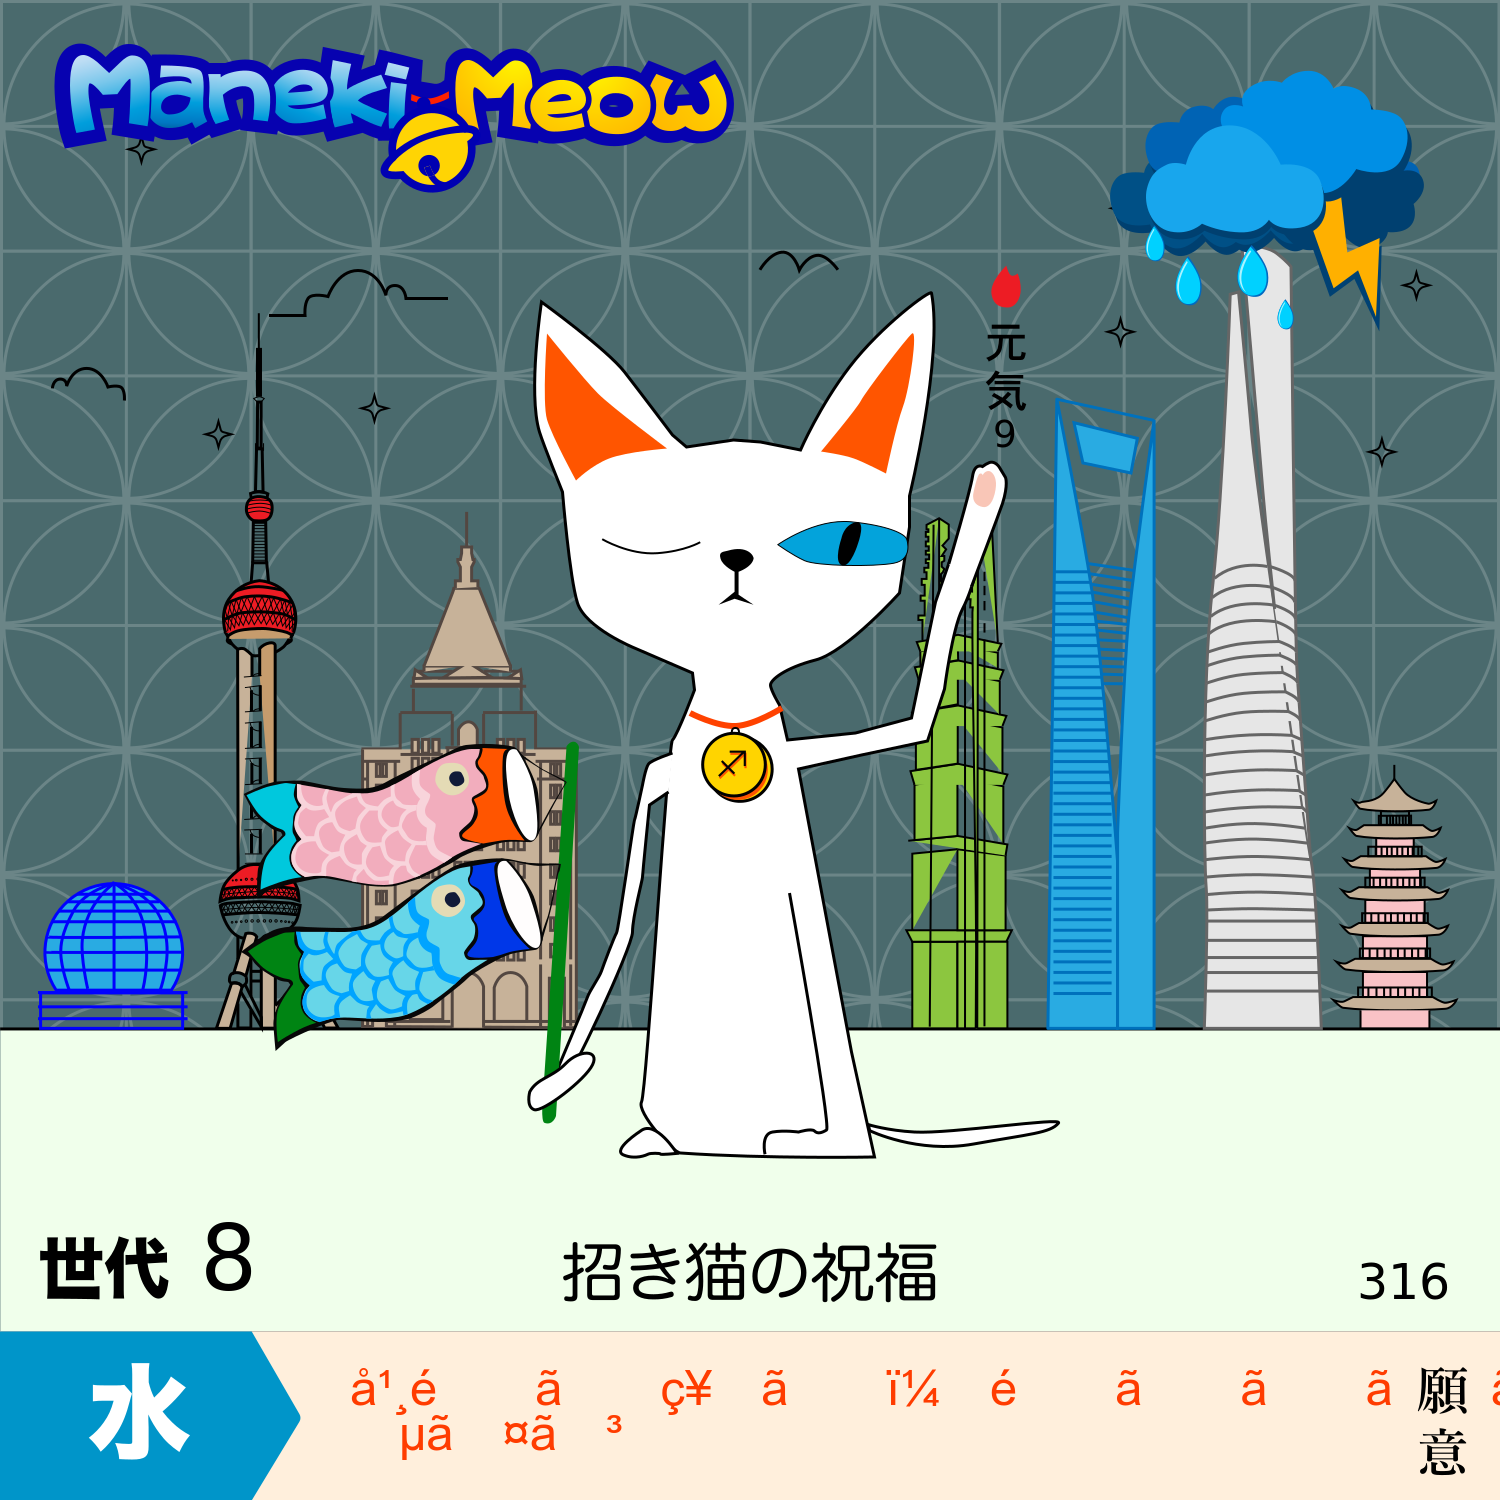 Maneki-Meow
元気9
世代 8
招き猫の祝福
316
水
å¹¸é ã ç¥ ã ï¼ é ã ã ã
µã ¤ã ³
願意